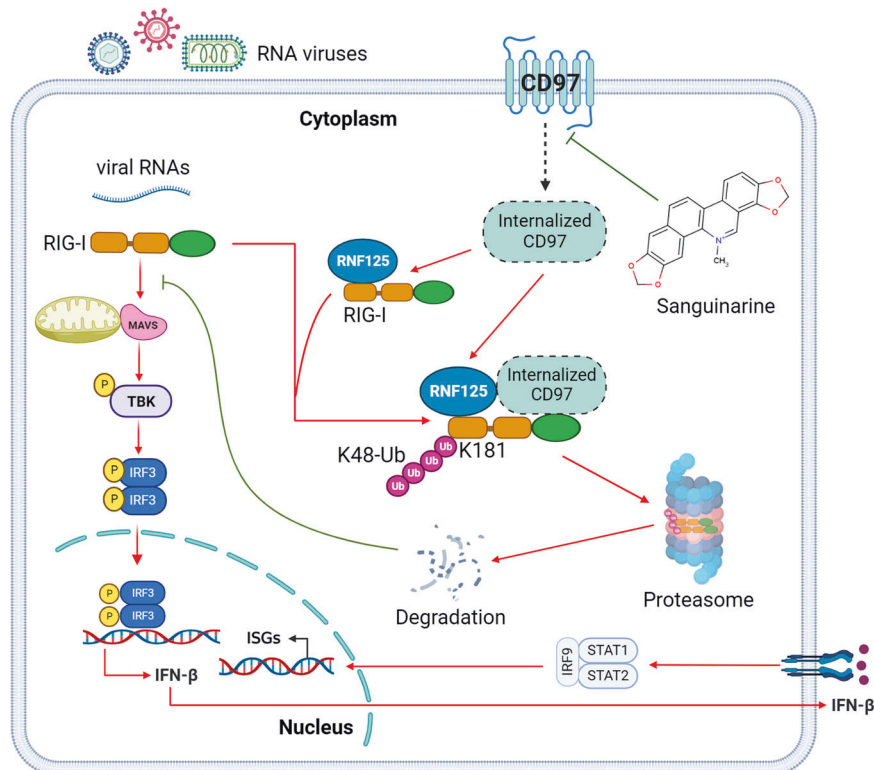 RNA viruses
CD97
Cytoplasm
viral RNAs
RIG-I
Internalized
CD97
RNF125
RIG-I
N
+
CH₃
O
O
O
O
Sanguinarine
MAVS
P
TBK
RNF125
Internalized
CD97
K48-Ub
Ub
Ub
Ub
Ub
K181
P
IRF3
P
IRF3
Degradation
Proteasome
P
IRF3
P
IRF3
ISGs
IFN-β
IRF9
STAT1
STAT2
IFN-β
Nucleus